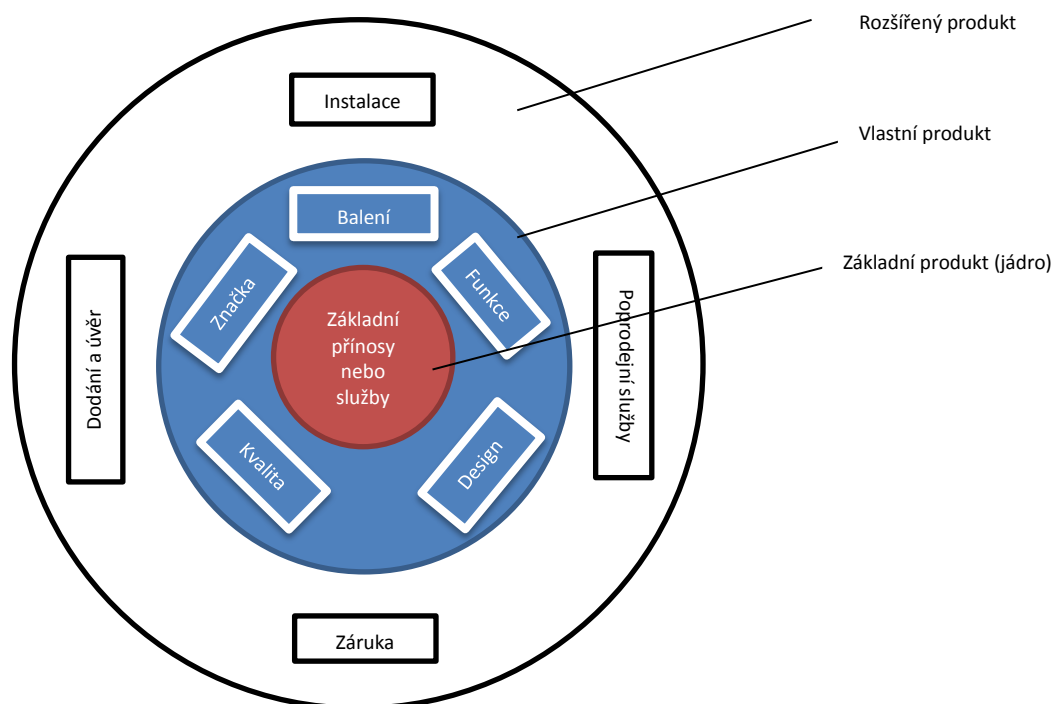 Rozšířený produkt
Instalace
Vlastní produkt
Balení
Značka
Funkce
Základní produkt (jádro)
Základní
přínosy
nebo
služby
Dodání a úvěr
Poprodejní služby
Kvalita
Design
Záruka